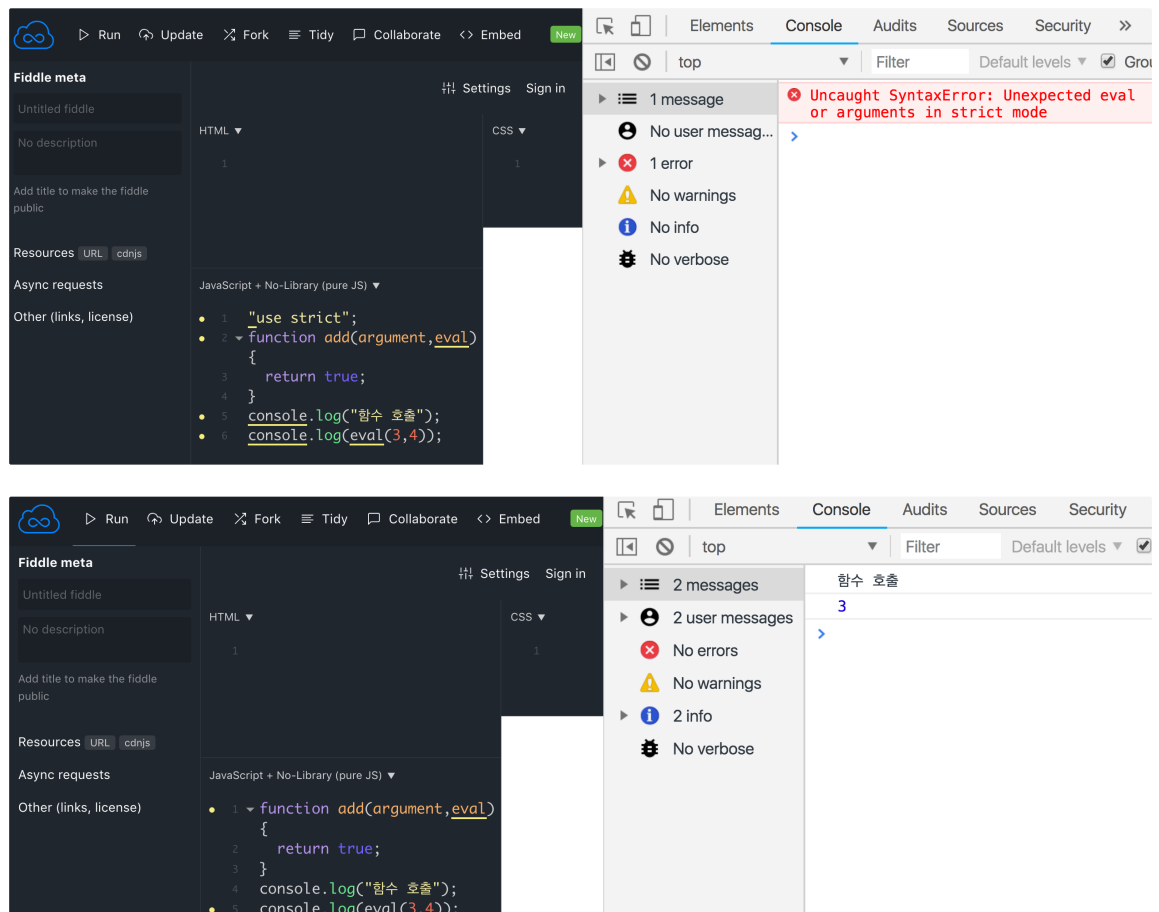 Run Update Fork Tidy Collaborate Embed New
Fiddle meta
Untitled fiddle
No description
Add title to make the fiddle
public
Resources URL cdnjs
Async requests
Other (links, license)
Settings Sign in
HTML ▼ CSS ▼
1 1
JavaScript + No-Library (pure JS) ▼
1 "use strict";
2 function add(argument,eval)
{
3 return true;
4 }
5 console.log("함수 호출");
6 console.log(eval(3,4));
Elements Console Audits Sources Security »
top ▼ Filter Default levels ▼
1 message
No user messag...
1 error
No warnings
No info
No verbose
Uncaught SyntaxError: Unexpected eval
or arguments in strict mode
Run Update Fork Tidy Collaborate Embed New
Fiddle meta
Untitled fiddle
No description
Add title to make the fiddle
public
Resources URL cdnjs
Async requests
Other (links, license)
Settings Sign in
HTML ▼ CSS ▼
1 1
JavaScript + No-Library (pure JS) ▼
1 function add(argument,eval)
{
2 return true;
3 }
4 console.log("함수 호출");
5 console.log(eval(3,4));
Elements Console Audits Sources Security
top ▼ Filter Default levels ▼
2 messages
2 user messages
No errors
No warnings
2 info
No verbose
함수 호출
3